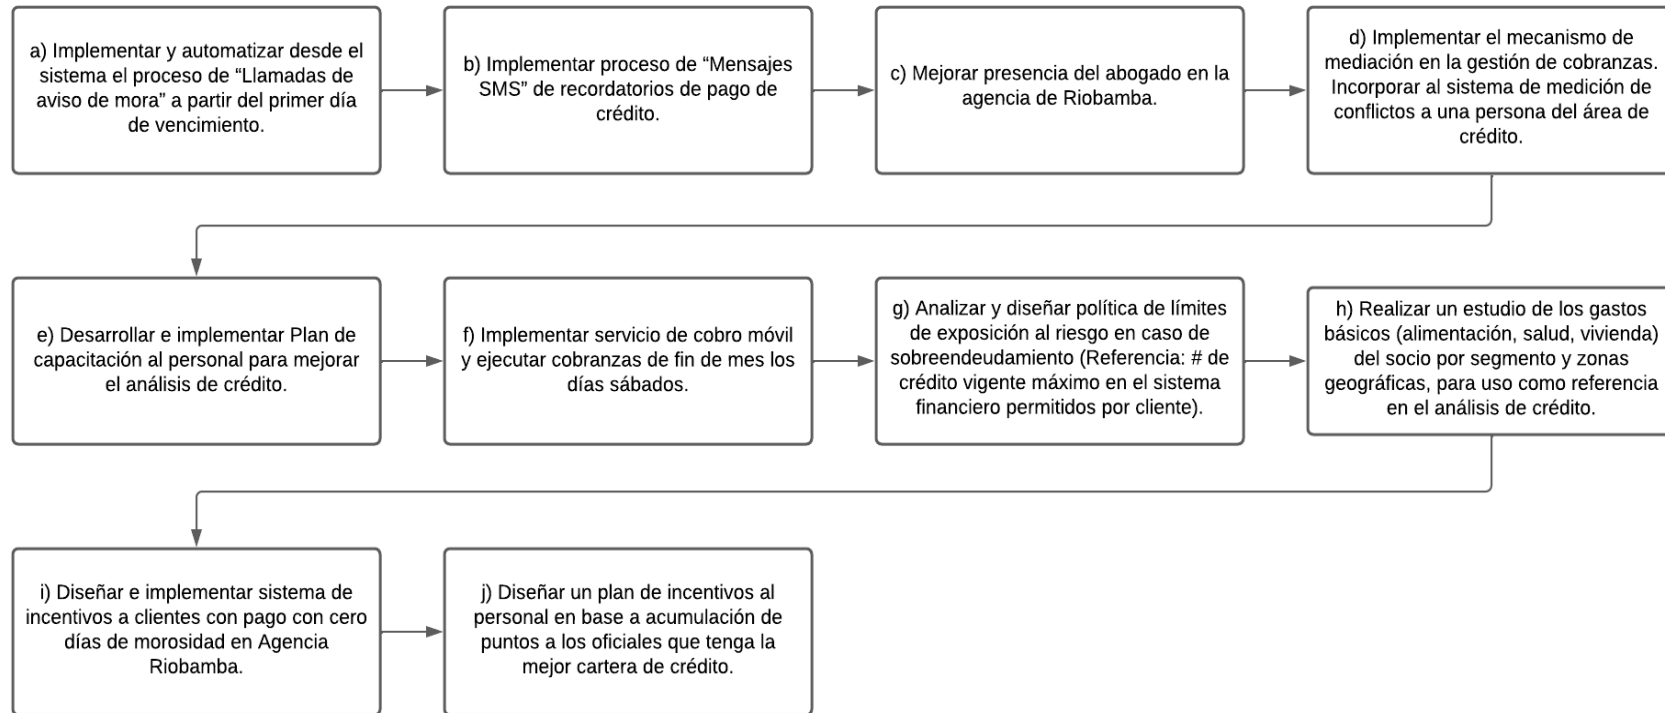 a) Implementar y automatizar desde el
sistema el proceso de “Llamadas de
aviso de mora” a partir del primer día
de vencimiento.
b) Implementar proceso de “Mensajes
SMS” de recordatorios de pago de
crédito.
c) Mejorar presencia del abogado en la
agencia de Riobamba.
d) Implementar el mecanismo de
mediación en la gestión de cobranzas.
Incorporar al sistema de medición de
conflictos a una persona del área de
crédito.
e) Desarrollar e implementar Plan de
capacitación al personal para mejorar
el análisis de crédito.
f) Implementar servicio de cobro móvil
y ejecutar cobranzas de fin de mes los
días sábados.
g) Analizar y diseñar política de límites
de exposición al riesgo en caso de
sobreendeudamiento (Referencia: # de
crédito vigente máximo en el sistema
financiero permitidos por cliente).
h) Realizar un estudio de los gastos
básicos (alimentación, salud, vivienda)
del socio por segmento y zonas
geográficas, para uso como referencia
en el análisis de crédito.
i) Diseñar e implementar sistema de
incentivos a clientes con pago con cero
días de morosidad en Agencia
Riobamba.
j) Diseñar un plan de incentivos al
personal en base a acumulación de
puntos a los oficiales que tenga la
mejor cartera de crédito.